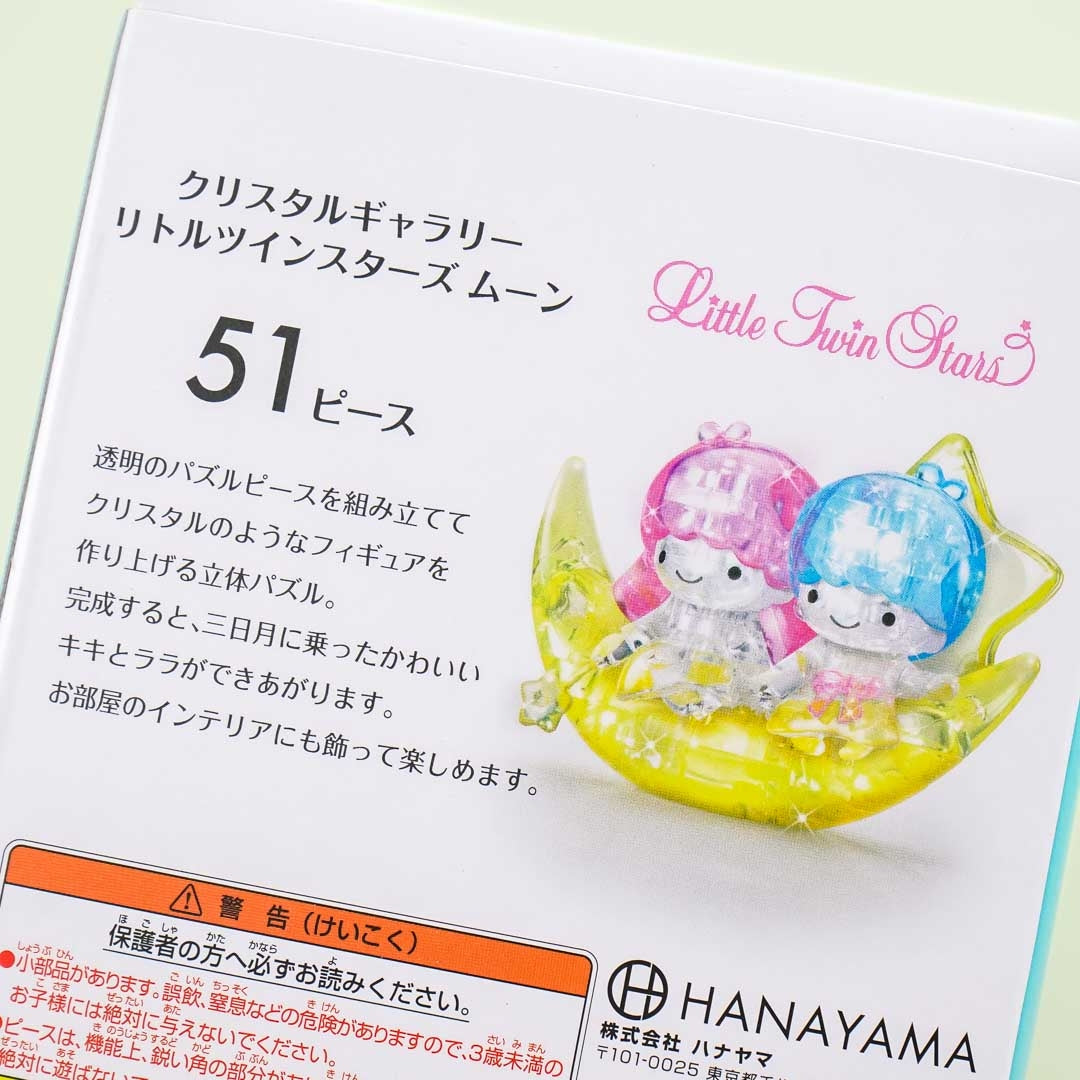 クリスタルギャラリー
リトルツインスターズ ムーン
51ピース
Little Twin Stars
透明のパズルピースを組み立てて
クリスタルのようなフィギュアを
作り上げる立体パズル。
完成すると、三日月に乗ったかわいい
キキとララができあがります。
お部屋のインテリアにも飾って楽しめます。
警告(けいこく)
保護者の方へ必ずお読みください。
●小部品があります。誤飲、窒息などの危険がありますので、3歳未満の
お子様には絶対に与えないでください。
●ピースは、機能上、鋭い角の部分が
絶対に遊ばないで
HANAYAMA
株式会社 ハナヤマ
〒101-0025 東京都